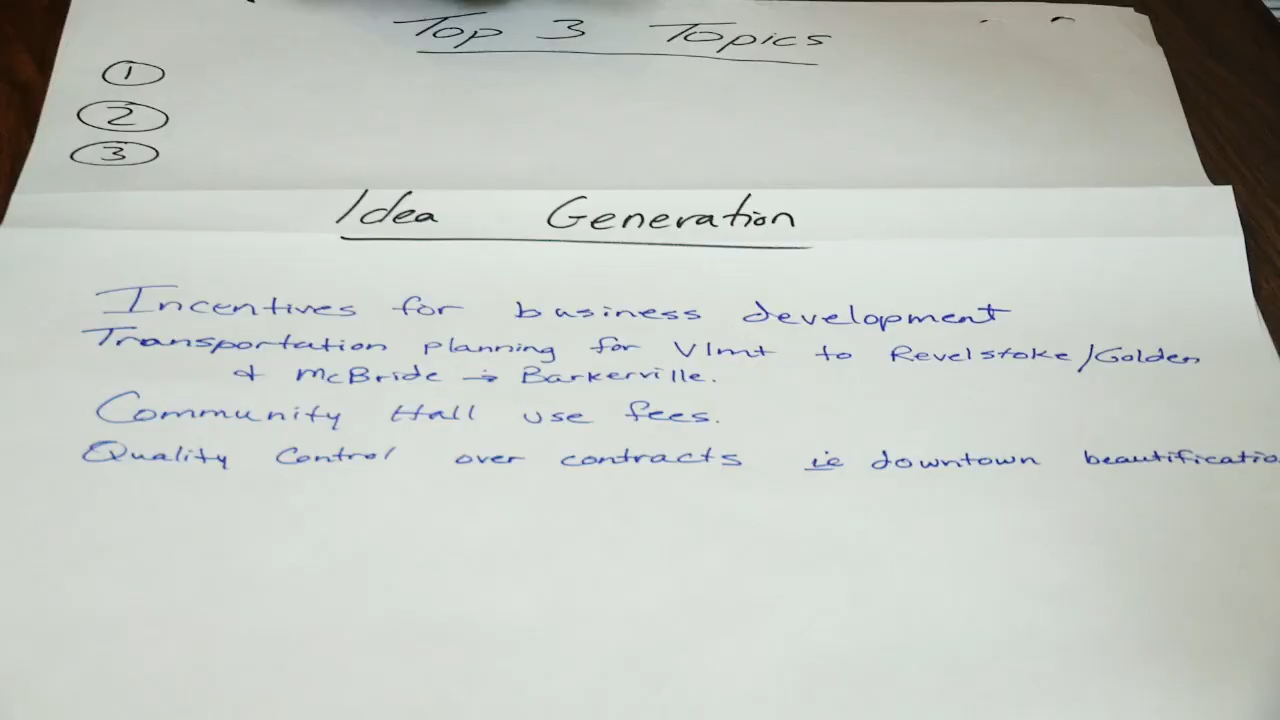 Top 3 Topics
1
2
3
Idea Generation
Incentives for business development
Transportation planning for Vlmt to Revelstoke/Golden
& McBride → Barkerville.
Community Hall use fees.
Quality Control over contracts ie downtown beautificatio